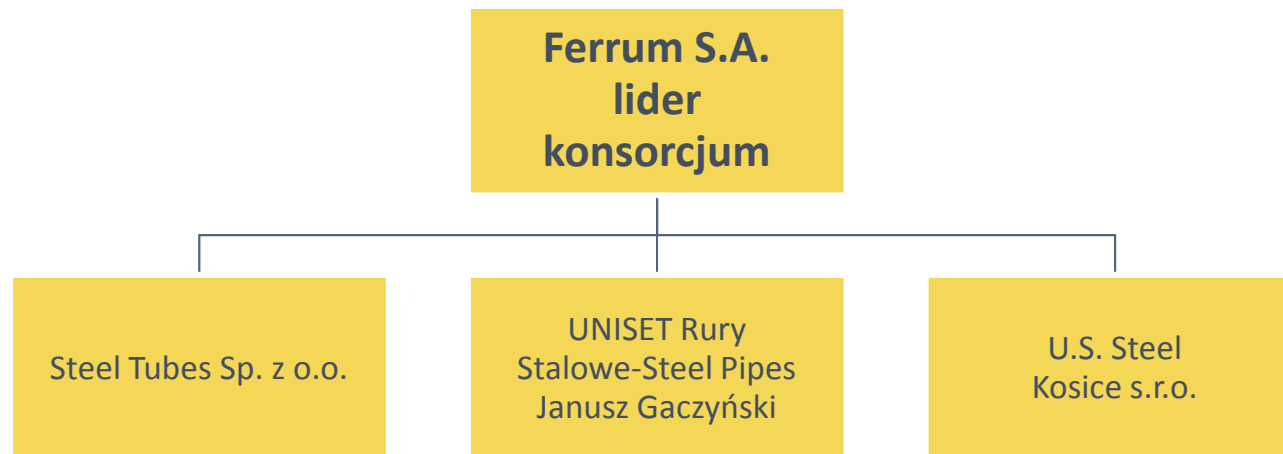 Ferrum S.A.
lider
konsorcjum
Steel Tubes Sp. z o.o.
UNISET Rury
Stalowe-Steel Pipes
Janusz Gaczyński
U.S. Steel
Kosice s.r.o.